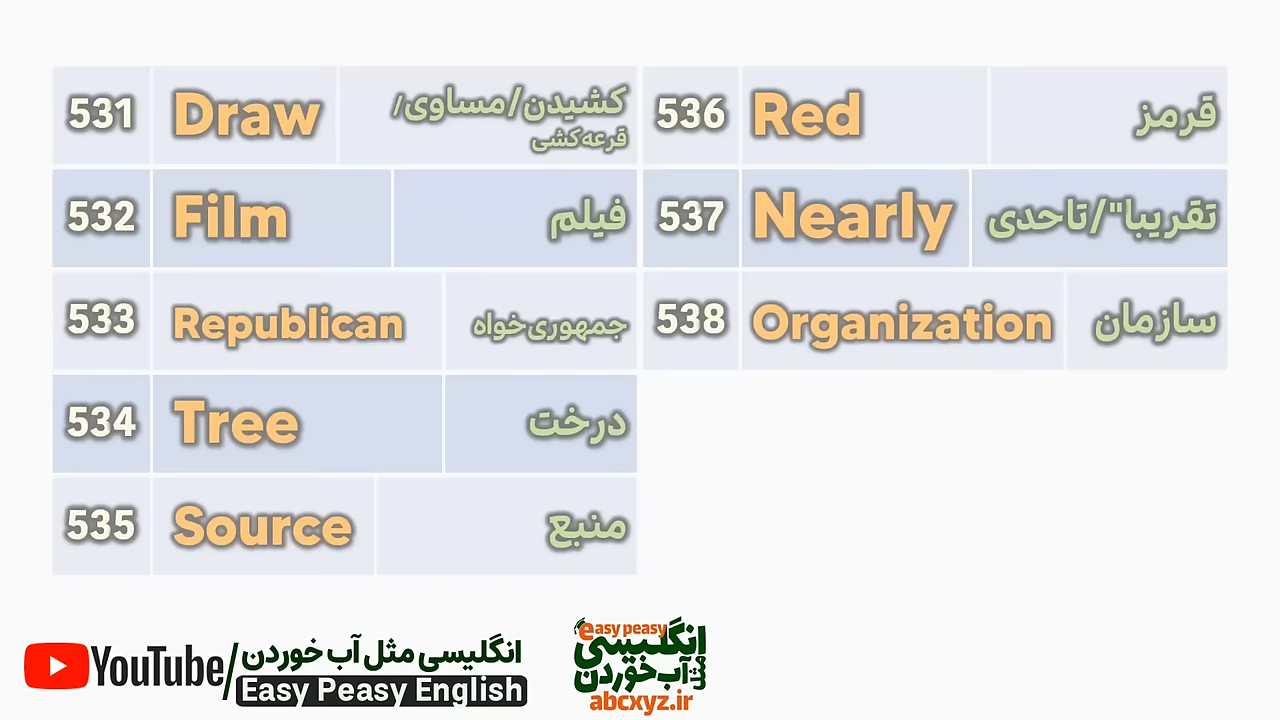 531 Draw کشیدن/مساوی/
قرعه‌کشی
532 Film فیلم
533 Republican جمهوری‌خواه
534 Tree درخت
535 Source منبع
536 Red قرمز
537 Nearly تقریبا"/تاحدی
538 Organization سازمان
YouTube/انگلیسی مثل آب خوردن
Easy Peasy English
easy peasy
انگلیسی
مثل آب خوردن
abcxyz.ir